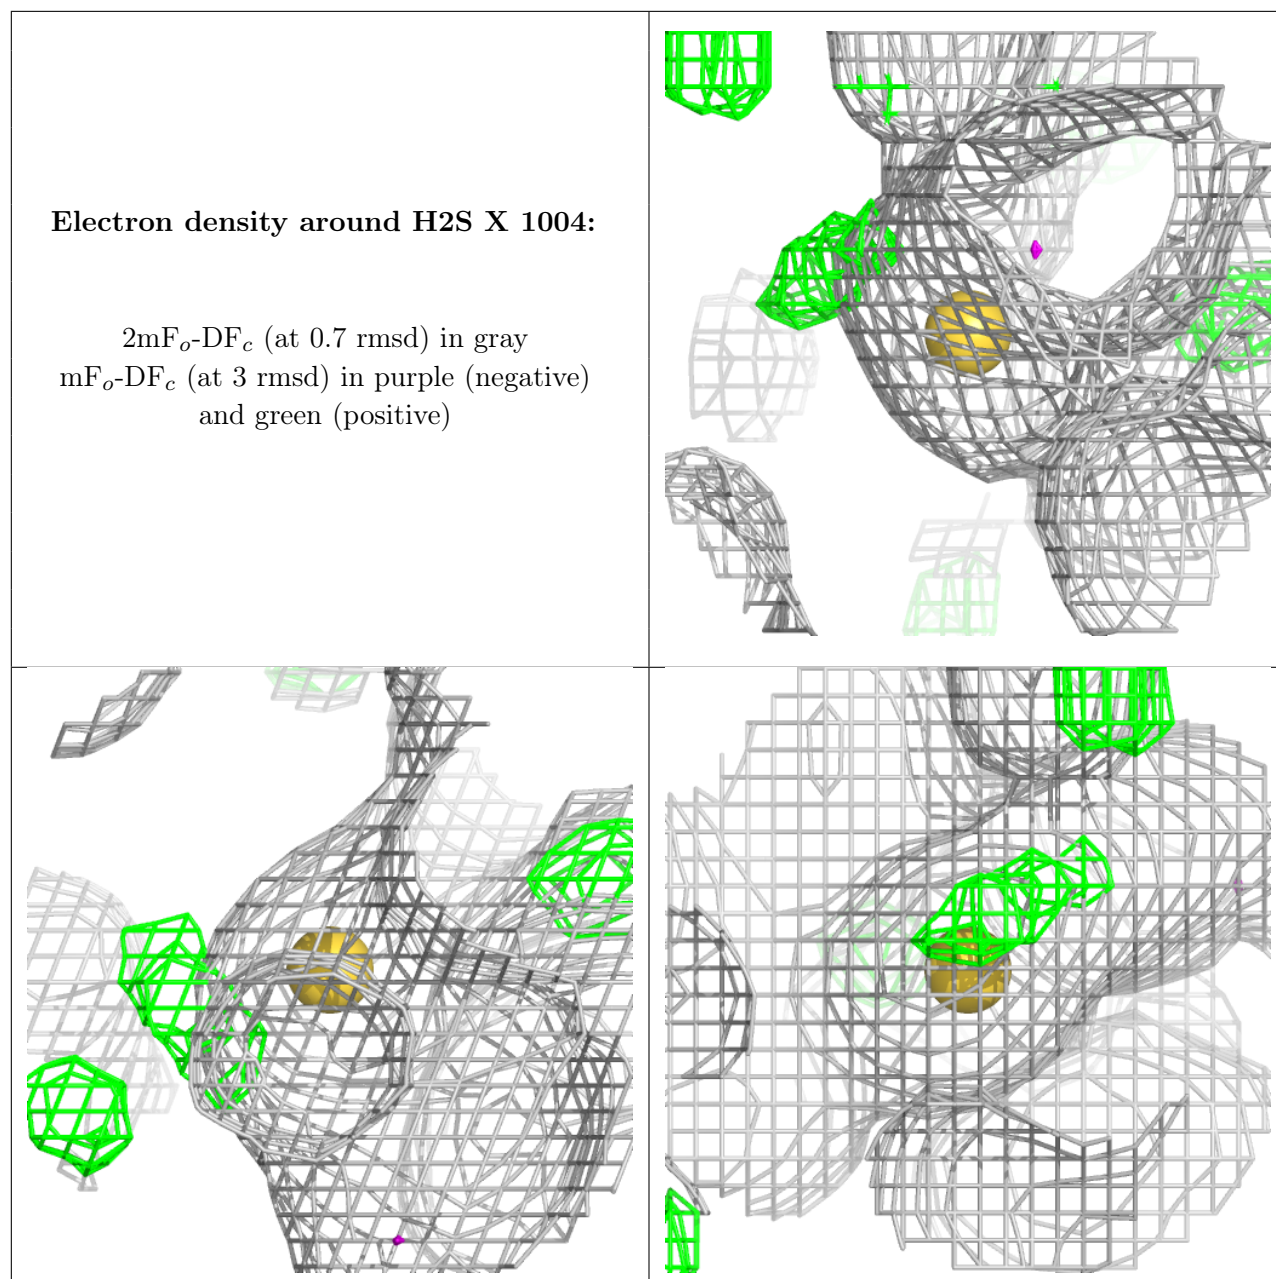 Electron density around H2S X 1004:
2mFo-DFc (at 0.7 rmsd) in gray
mFo-DFc (at 3 rmsd) in purple (negative)
and green (positive)